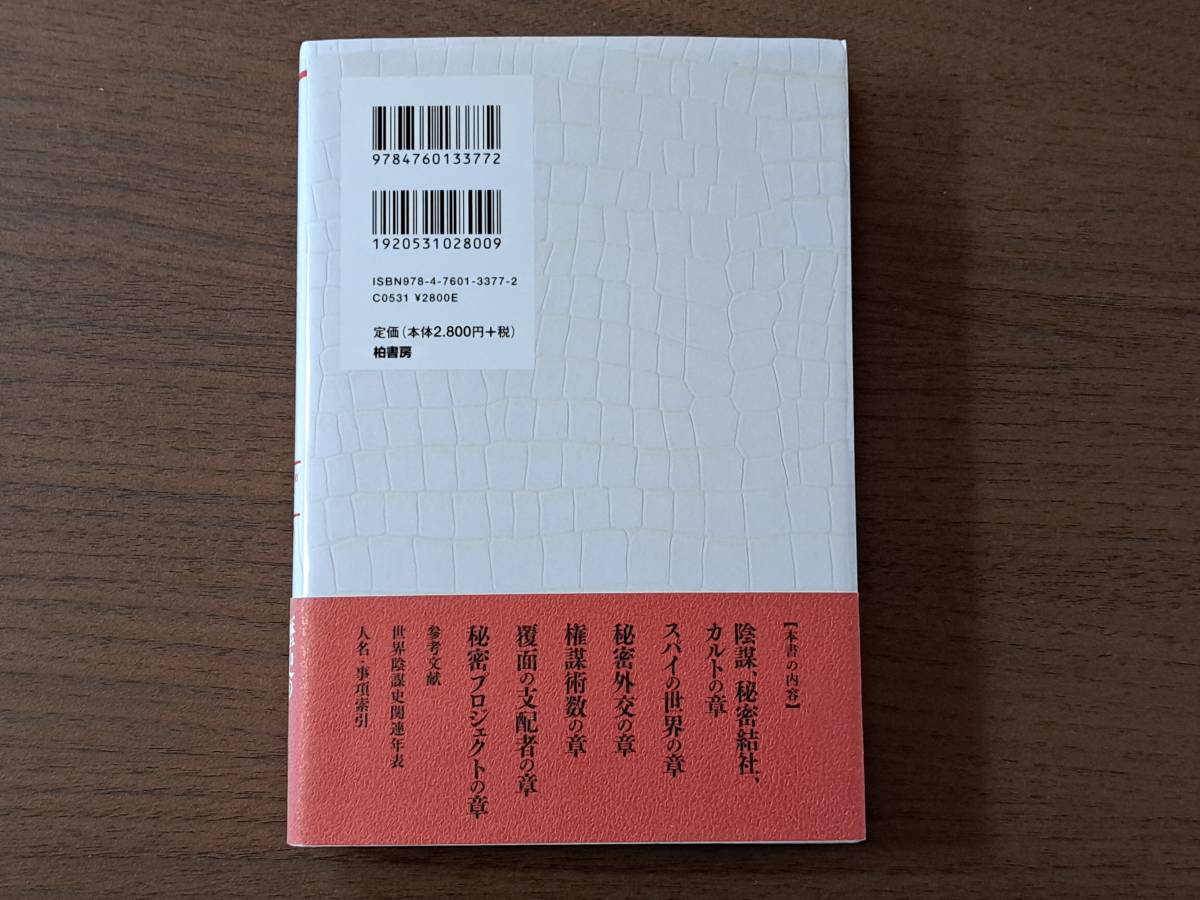 9784760133772
1920531028009
ISBN978-4-7601-3377-2
C0531 ¥2800E
定価(本体2.800円+税)
柏書房
【本書の内容】
陰謀、秘密結社、
カルトの章
スパイの世界の章
秘密外交の章
権謀術数の章
覆面の支配者の章
秘密プロジェクトの章
参考文献
世界陰謀史関連年表
人名・事項索引